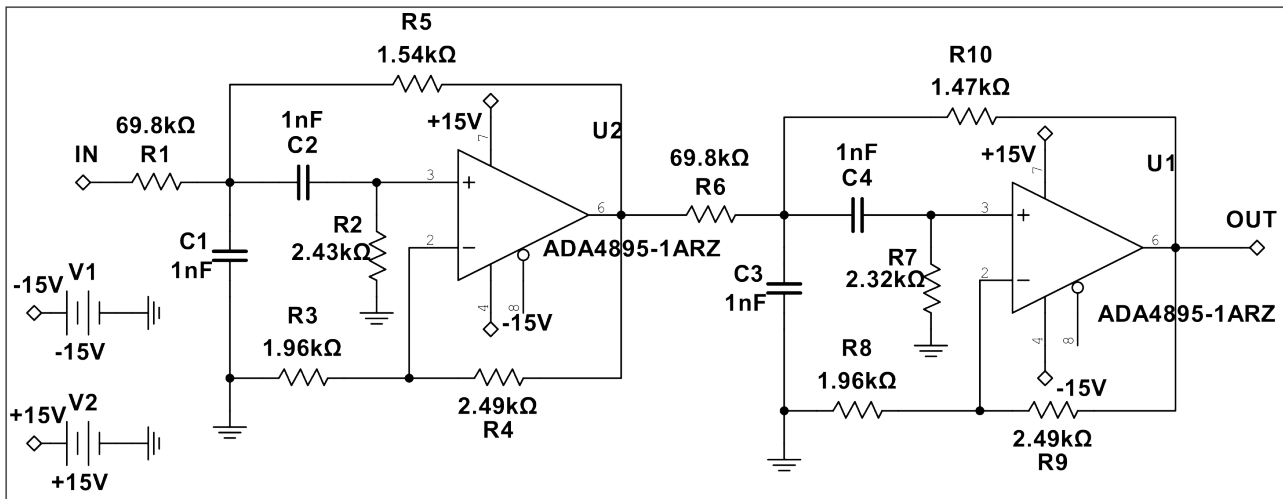 R5
1.54kΩ
R10
1.47kΩ
69.8kΩ
IN
R1
1nF
C2
+15V
7
U2
3
2
6
4
8
R2
2.43kΩ
C1
1nF
ADA4895-1ARZ
-15V
R3
1.96kΩ
2.49kΩ
R4
69.8kΩ
R6
1nF
C4
+15V
7
U1
3
2
6
4
8
OUT
R7
2.32kΩ
C3
1nF
ADA4895-1ARZ
-15V
R8
1.96kΩ
2.49kΩ
R9
V1
-15V
-15V
V2
+15V
+15V